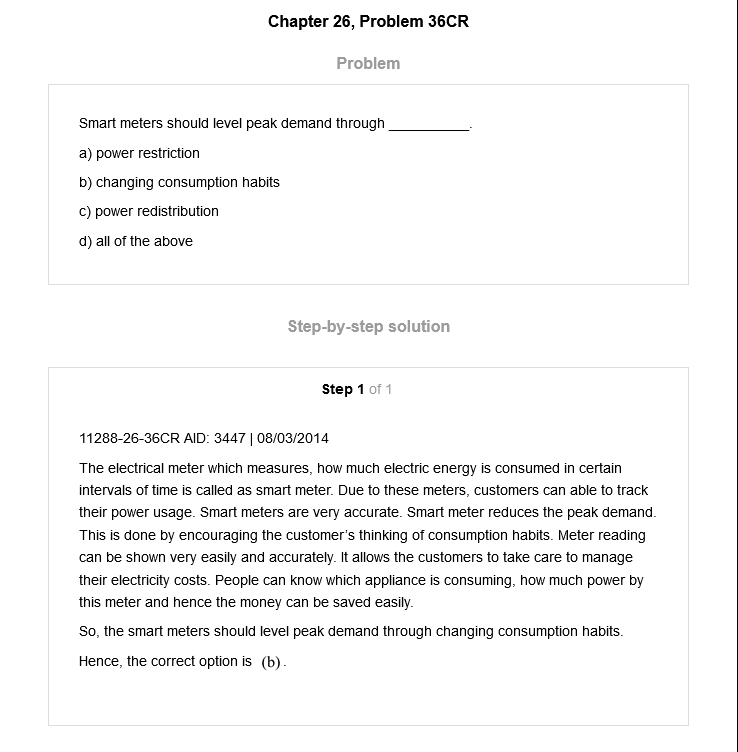 Chapter 26, Problem 36CR
Problem
Smart meters should level peak demand through ___________.
a) power restriction
b) changing consumption habits
c) power redistribution
d) all of the above
Step-by-step solution
Step 1 of 1
11288-26-36CR AID: 3447 | 08/03/2014
The electrical meter which measures, how much electric energy is consumed in certain
intervals of time is called as smart meter. Due to these meters, customers can able to track
their power usage. Smart meters are very accurate. Smart meter reduces the peak demand.
This is done by encouraging the customer’s thinking of consumption habits. Meter reading
can be shown very easily and accurately. It allows the customers to take care to manage
their electricity costs. People can know which appliance is consuming, how much power by
this meter and hence the money can be saved easily.
So, the smart meters should level peak demand through changing consumption habits.
Hence, the correct option is (b).